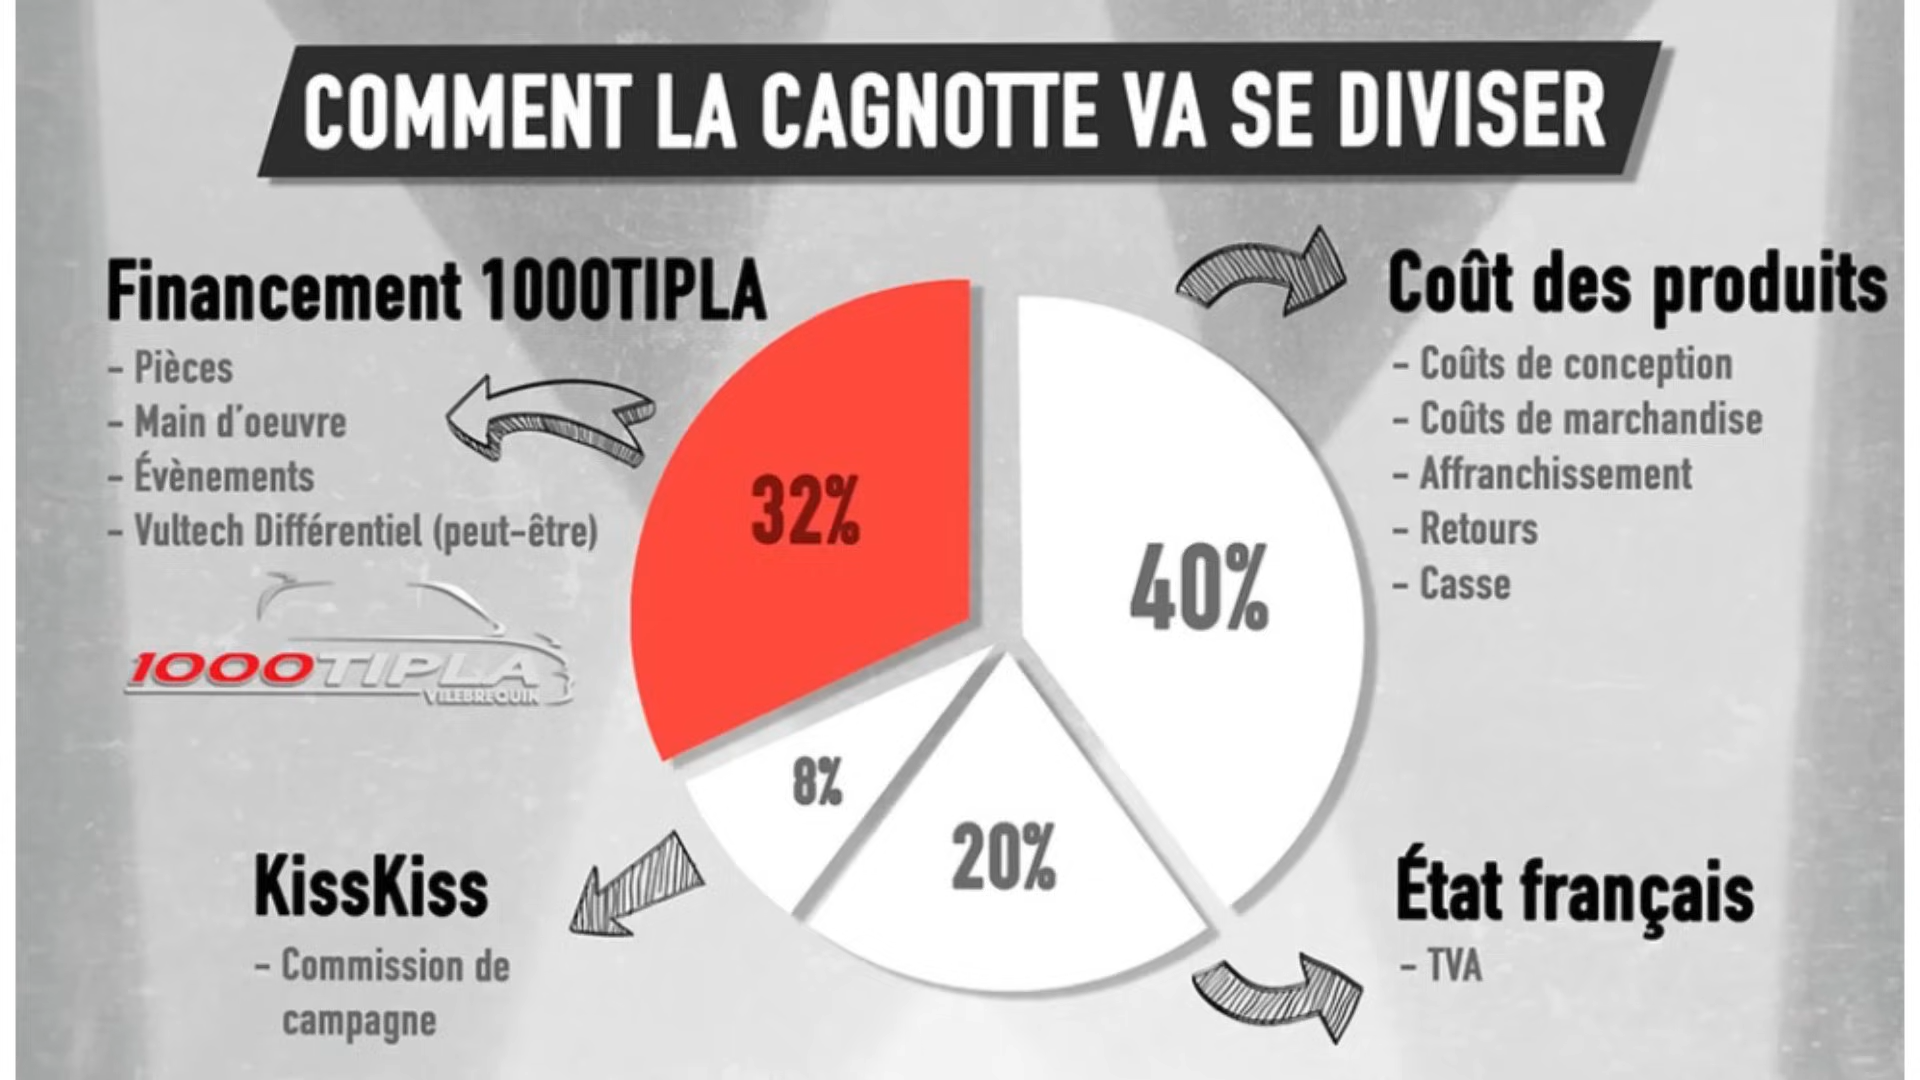 COMMENT LA CAGNOTTE VA SE DIVISER
Financement 1000TIPLA
- Pièces
- Main d'oeuvre
- Évènements
- Vultech Différentiel (peut-être)
1000TIPLA
VILEBREQUIN
32%
40%
8%
20%
Coût des produits
- Coûts de conception
- Coûts de marchandise
- Affranchissement
- Retours
- Casse
KissKiss
- Commission de
campagne
État français
- TVA